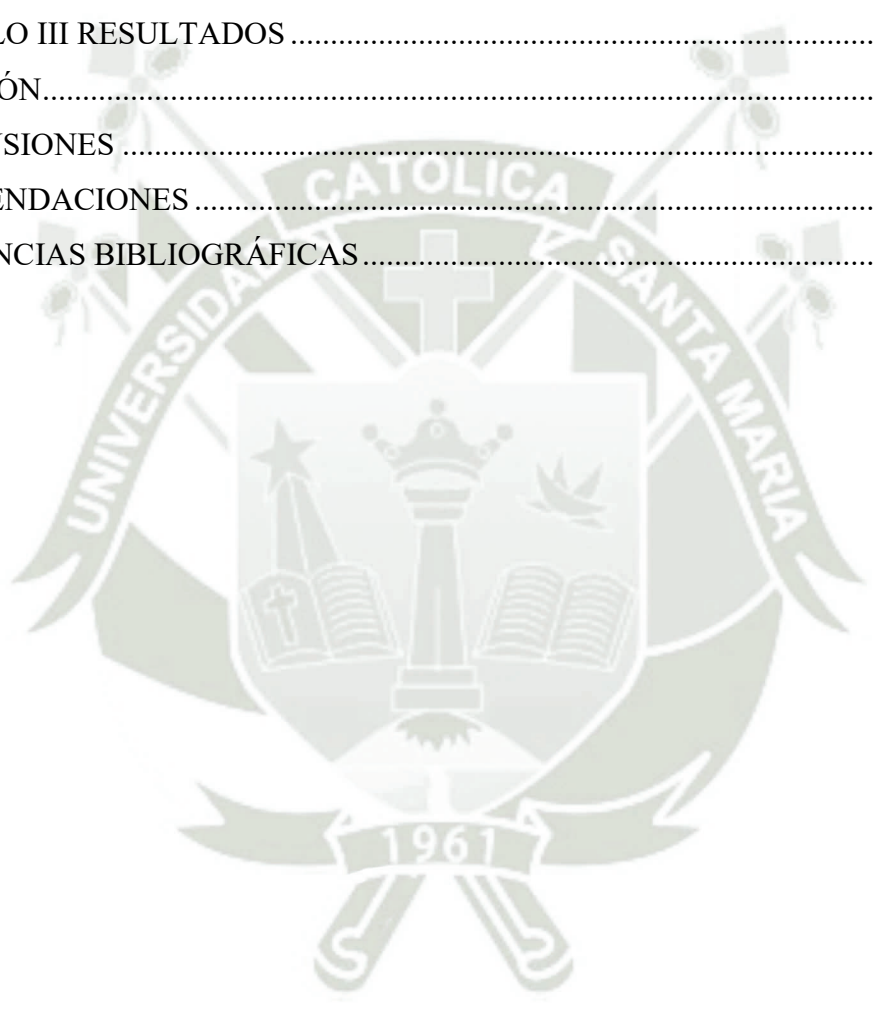 LO III RESULTADOS ................................................................................
ÓN................................................................................
SIONES ................................................................................
ENDACIONES ................................................................................
NCIAS BIBLIOGRÁFICAS ................................................................................
UNIVERSIDAD CATOLICA SANTA MARIA
1961